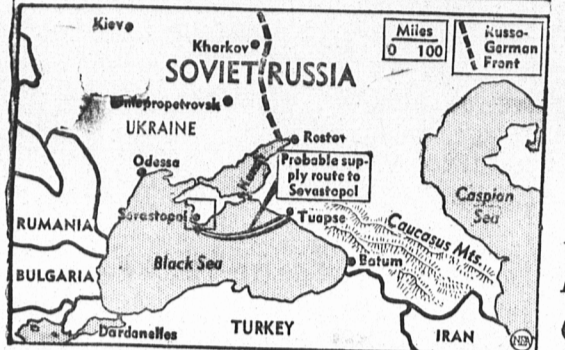 Kiev
Kharkov
Miles
0 100
Russo-
German
Front
SOVIET RUSSIA
Dniepropetrovsk
UKRAINE
Rostov
Odessa
Probable sup-
ply route to
Sevastopol
Caspian
Sea
Sevastopol
Tuapse
RUMANIA
Caucasus Mts.
Black Sea
Batum
BULGARIA
Dardanelles
TURKEY
IRAN
NEA